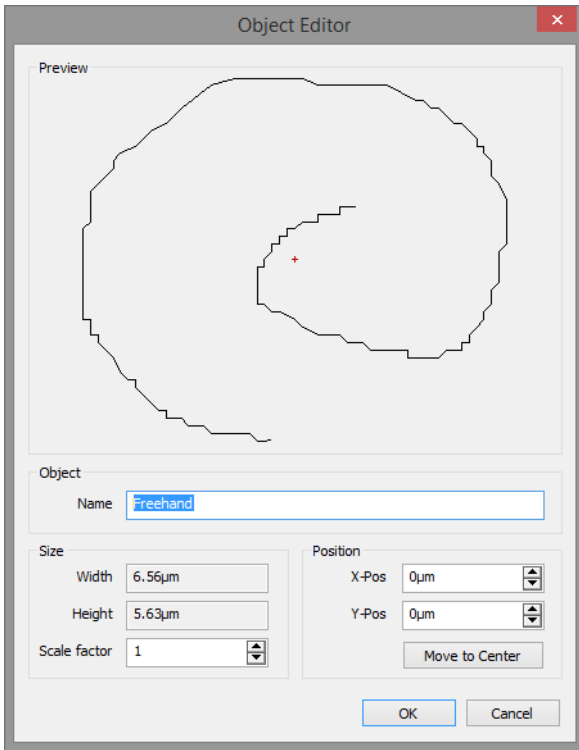 Object Editor
Preview
Object
Name Freehand
Size
Width 6.56µm
Height 5.63µm
Scale factor 1
Position
X-Pos 0µm
Y-Pos 0µm
Move to Center
OK Cancel